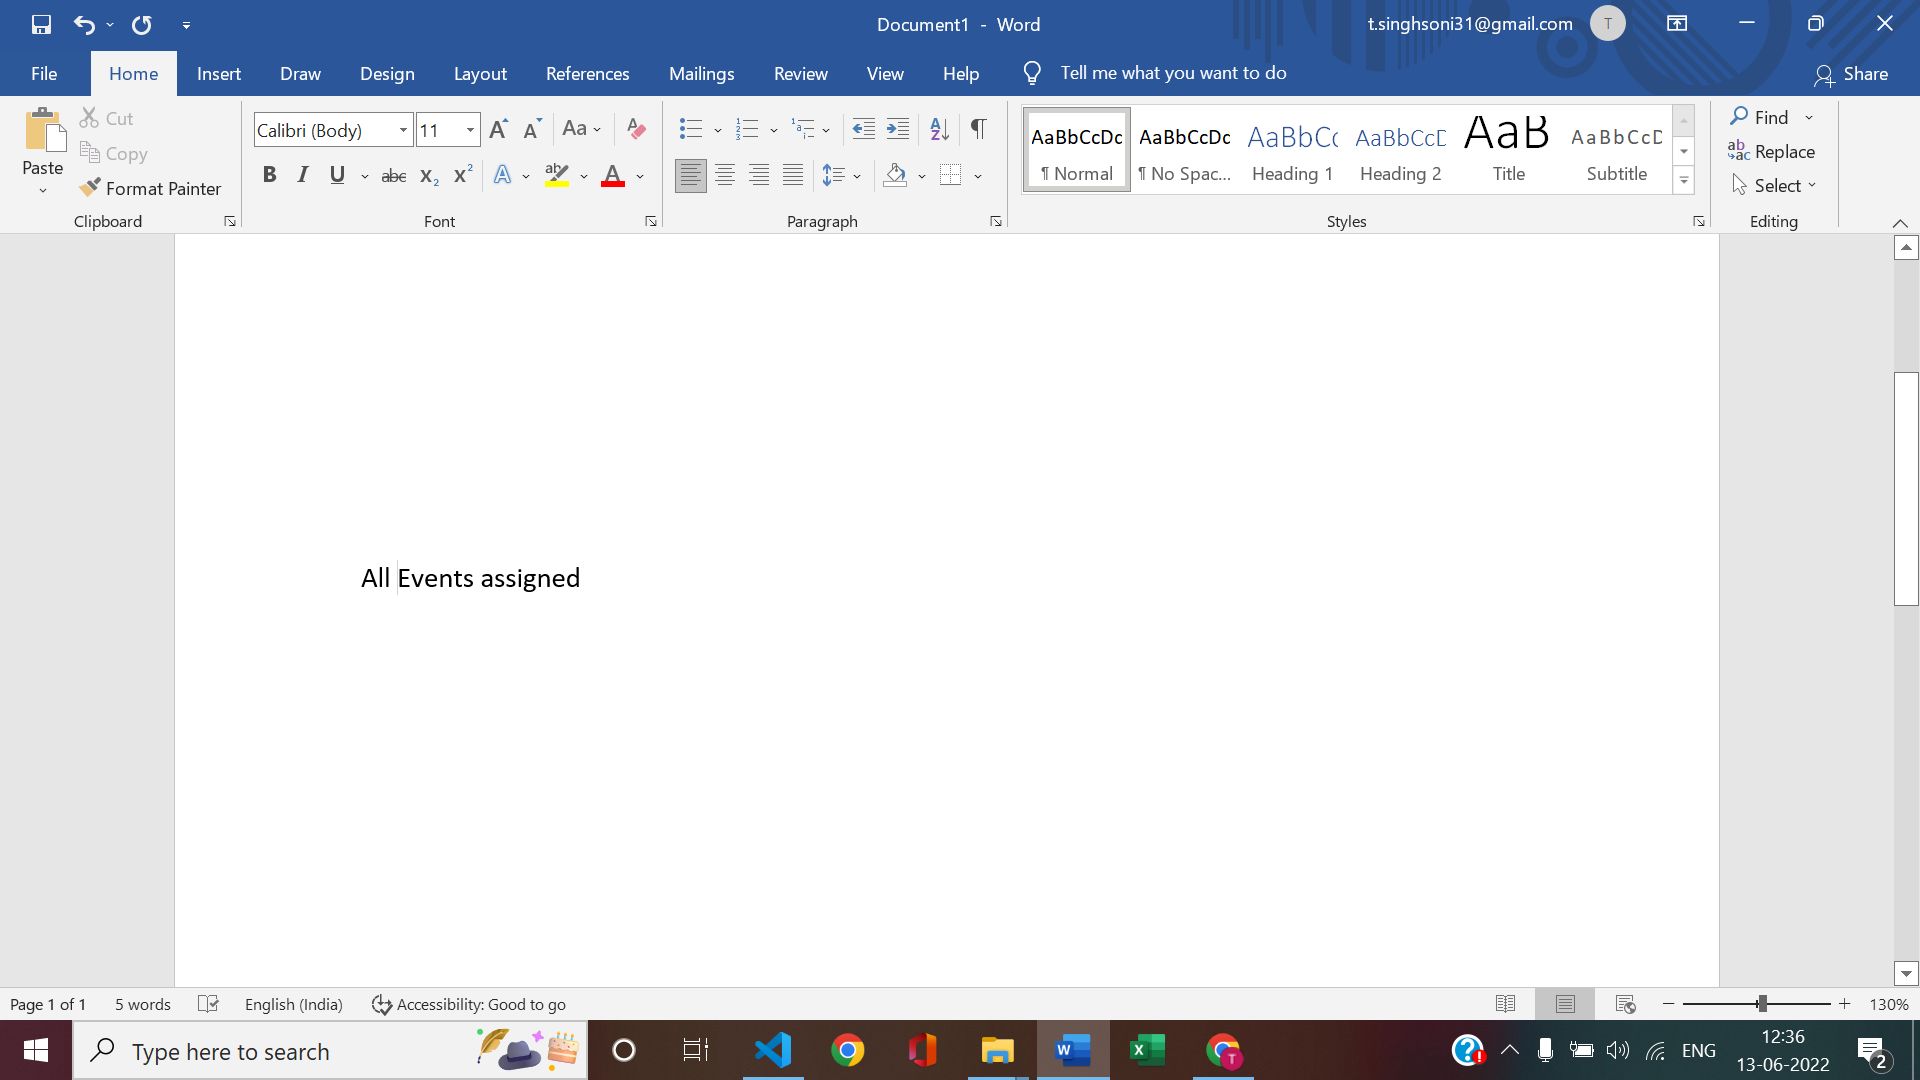 Document1 - Word
t.singhsoni31@gmail.com
T
File Home Insert Draw Design Layout References Mailings Review View Help Tell me what you want to do Share
Paste Cut Copy Format Painter
Clipboard
Calibri (Body) 11 A A Aa
B I U abc x₂ x² A ab A
Font
Paragraph
AaBbCcDc AaBbCcDc AaBbCc AaBbCcD AaB AaBbCcD
¶ Normal ¶ No Spac... Heading 1 Heading 2 Title Subtitle
Styles
Find
Replace
Select
Editing
All Events assigned
Page 1 of 1 5 words English (India) Accessibility: Good to go 130%
Type here to search
ENG
12:36
13-06-2022
2